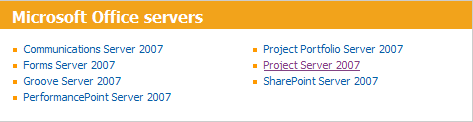 Microsoft Office servers
Communications Server 2007
Forms Server 2007
Groove Server 2007
PerformancePoint Server 2007
Project Portfolio Server 2007
Project Server 2007
SharePoint Server 2007